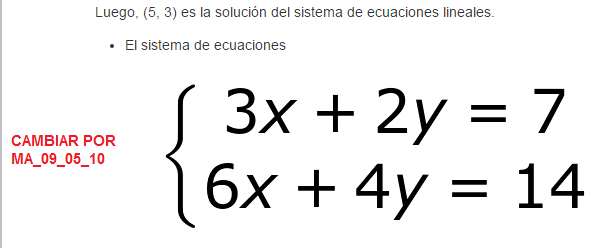 Luego, (5, 3) es la solución del sistema de ecuaciones lineales.
• El sistema de ecuaciones
3x + 2y = 7
CAMBIAR POR
MA_09_05_10
6x + 4y = 14